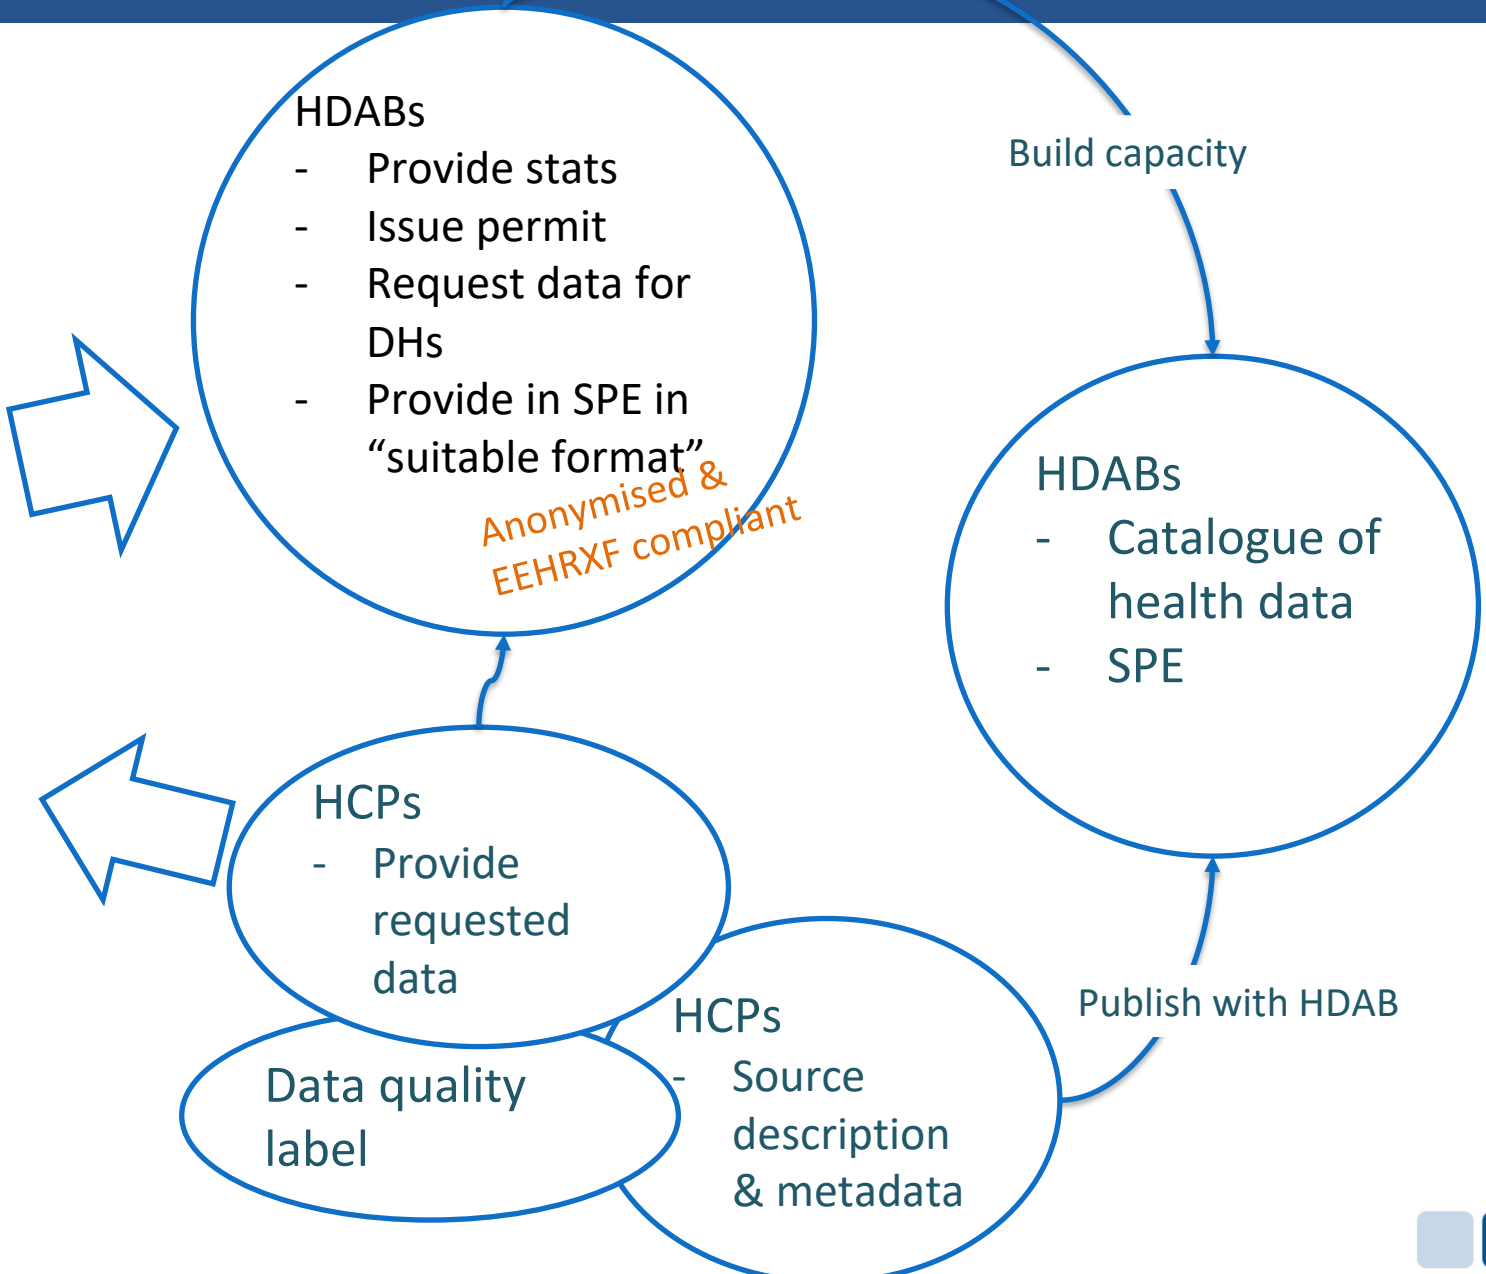 HDABs
- Provide stats
- Issue permit
- Request data for
DHs
- Provide in SPE in
“suitable format”
Anonymised &
EEHRXF compliant
Build capacity
HDABs
- Catalogue of
health data
- SPE
HCPs
- Provide
requested
data
Data quality
label
HCPs
- Source
description
& metadata
Publish with HDAB